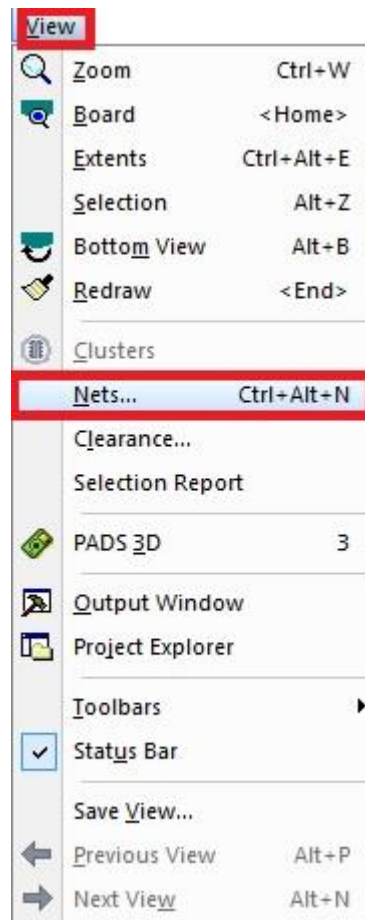 View
Zoom Ctrl+W
Board <Home>
Extents Ctrl+Alt+E
Selection Alt+Z
Bottom View Alt+B
Redraw <End>
Clusters
Nets... Ctrl+Alt+N
Clearance...
Selection Report
PADS 3D 3
Output Window
Project Explorer
Toolbars
Status Bar
Save View...
Previous View Alt+P
Next View Alt+N